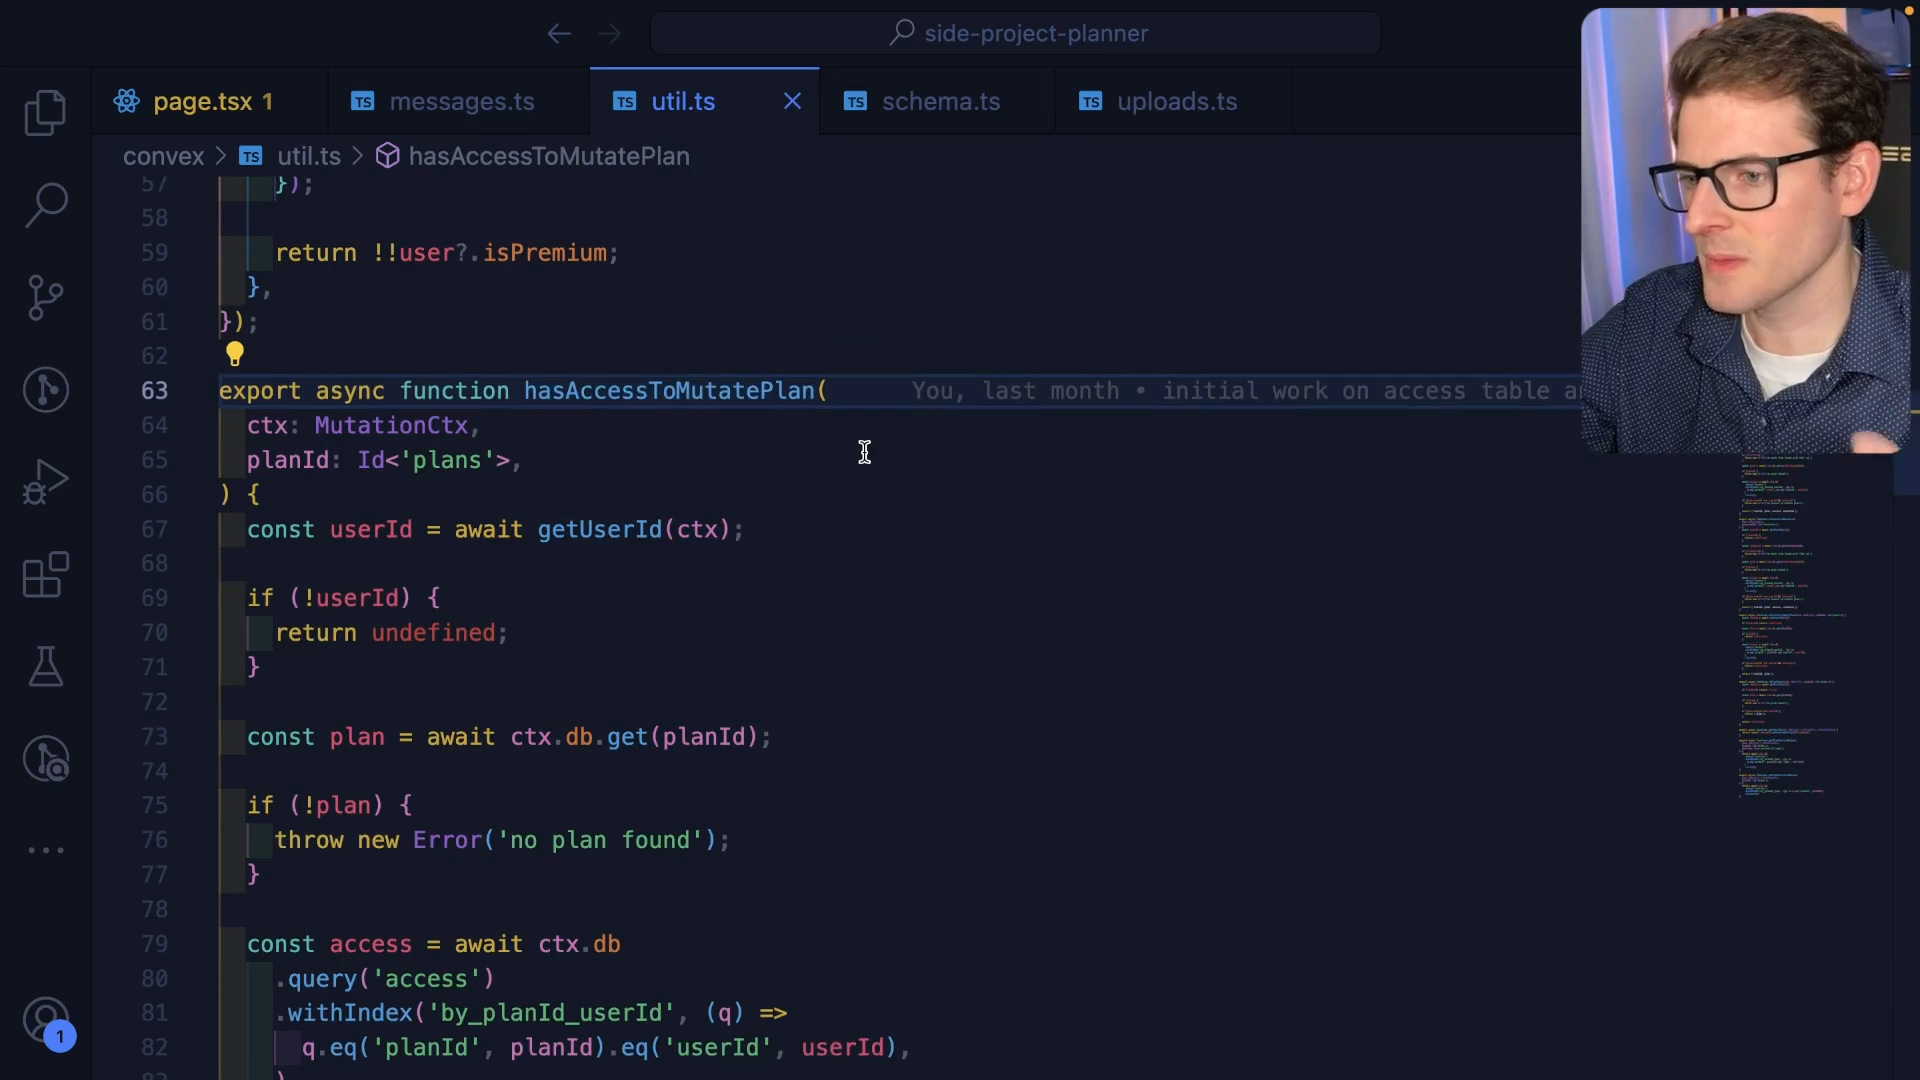 side-project-planner
page.tsx 1
messages.ts
util.ts
schema.ts
uploads.ts
convex > TS util.ts > hasAccessToMutatePlan
57 });
58
59 return !!user?.isPremium;
60 },
61 });
62
63 export async function hasAccessToMutatePlan( You, last month • initial work on access table
64 ctx: MutationCtx,
65 planId: Id<'plans'>,
66 ) {
67 const userId = await getUserId(ctx);
68
69 if (!userId) {
70 return undefined;
71 }
72
73 const plan = await ctx.db.get(planId);
74
75 if (!plan) {
76 throw new Error('no plan found');
77 }
78
79 const access = await ctx.db
80 .query('access')
81 .withIndex('by_planId_userId', (q) =>
82 q.eq('planId', planId).eq('userId', userId),
1